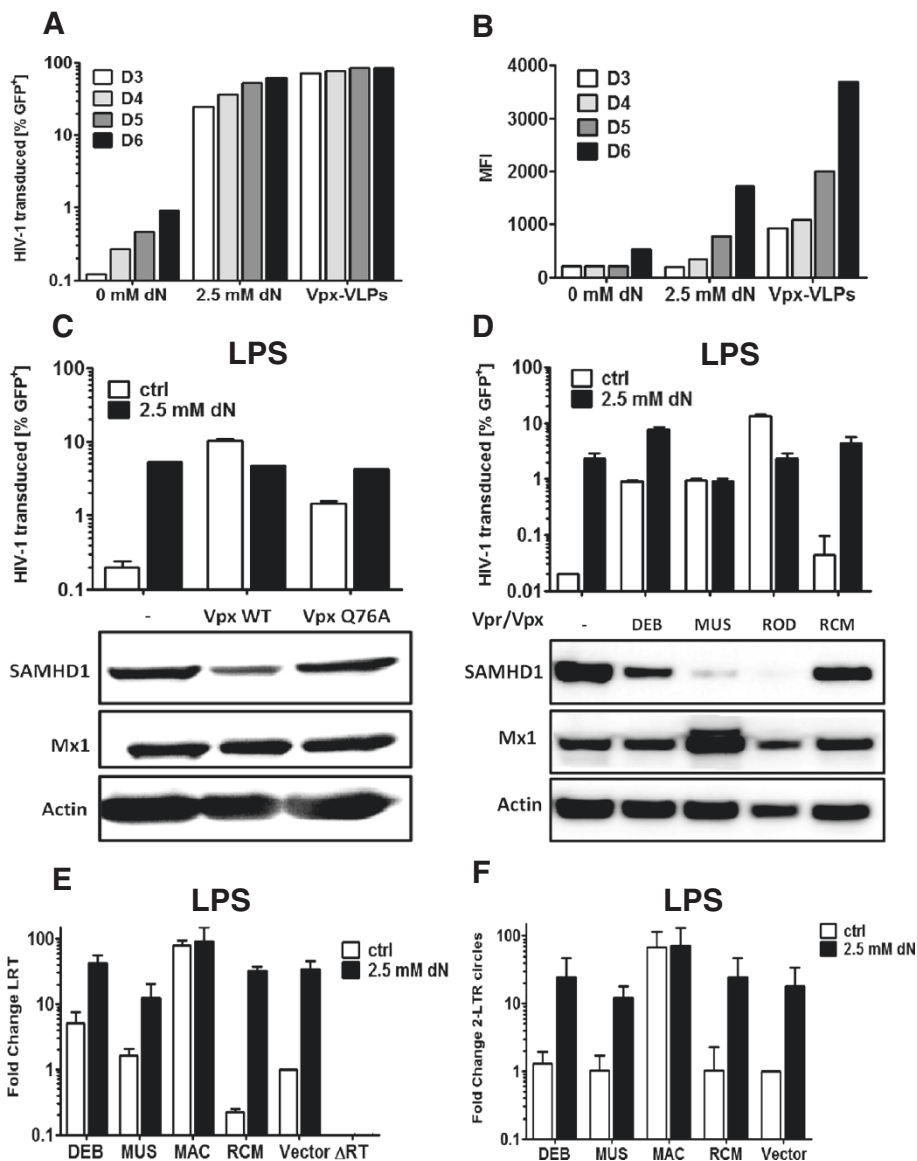 A
HIV-1 transduced [% GFP+]
100
10
1
0.1
D3
D4
D5
D6
0 mM dN
2.5 mM dN
Vpx-VLPs
B
MFI
4000
3000
2000
1000
0
D3
D4
D5
D6
0 mM dN
2.5 mM dN
Vpx-VLPs
C
LPS
HIV-1 transduced [% GFP+]
100
10
1
0.1
ctrl
2.5 mM dN
-
Vpx WT
Vpx Q76A
SAMHD1
Mx1
Actin
D
LPS
HIV-1 transduced [% GFP+]
100
10
1
0.1
0.01
ctrl
2.5 mM dN
Vpr/Vpx
-
DEB
MUS
ROD
RCM
SAMHD1
Mx1
Actin
E
LPS
Fold Change LRT
100
10
1
0.1
ctrl
2.5 mM dN
DEB
MUS
MAC
RCM
Vector
ΔRT
F
LPS
Fold Change 2-LTR circles
100
10
1
0.1
ctrl
2.5 mM dN
DEB
MUS
MAC
RCM
Vector